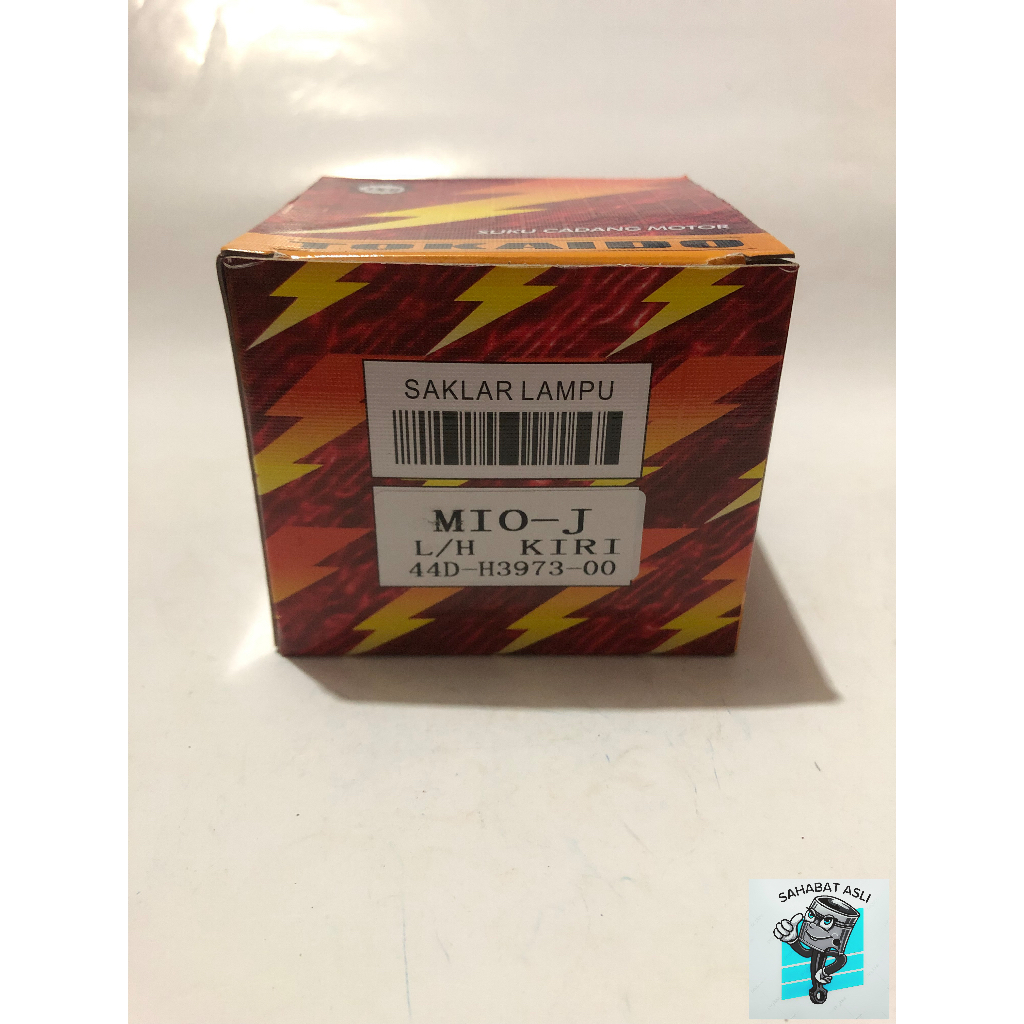 SUKU CADANG MOTOR
TOKAIDO
SAKLAR LAMPU
MIO-J
L/H KIRI
44D-H3973-00
SAHABAT ASLI